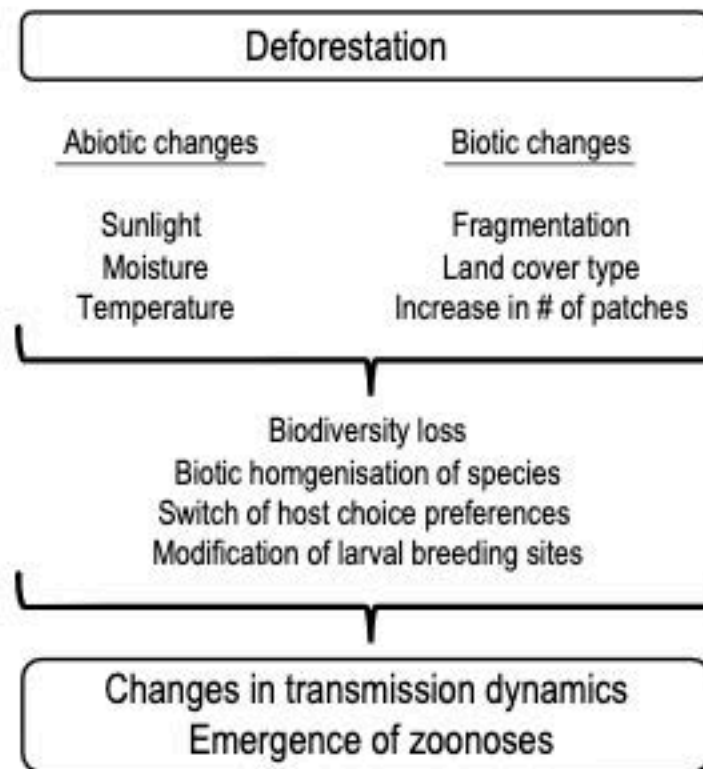 Deforestation
Abiotic changes
Sunlight
Moisture
Temperature
Biotic changes
Fragmentation
Land cover type
Increase in # of patches
Biodiversity loss
Biotic homgenisation of species
Switch of host choice preferences
Modification of larval breeding sites
Changes in transmission dynamics
Emergence of zoonoses